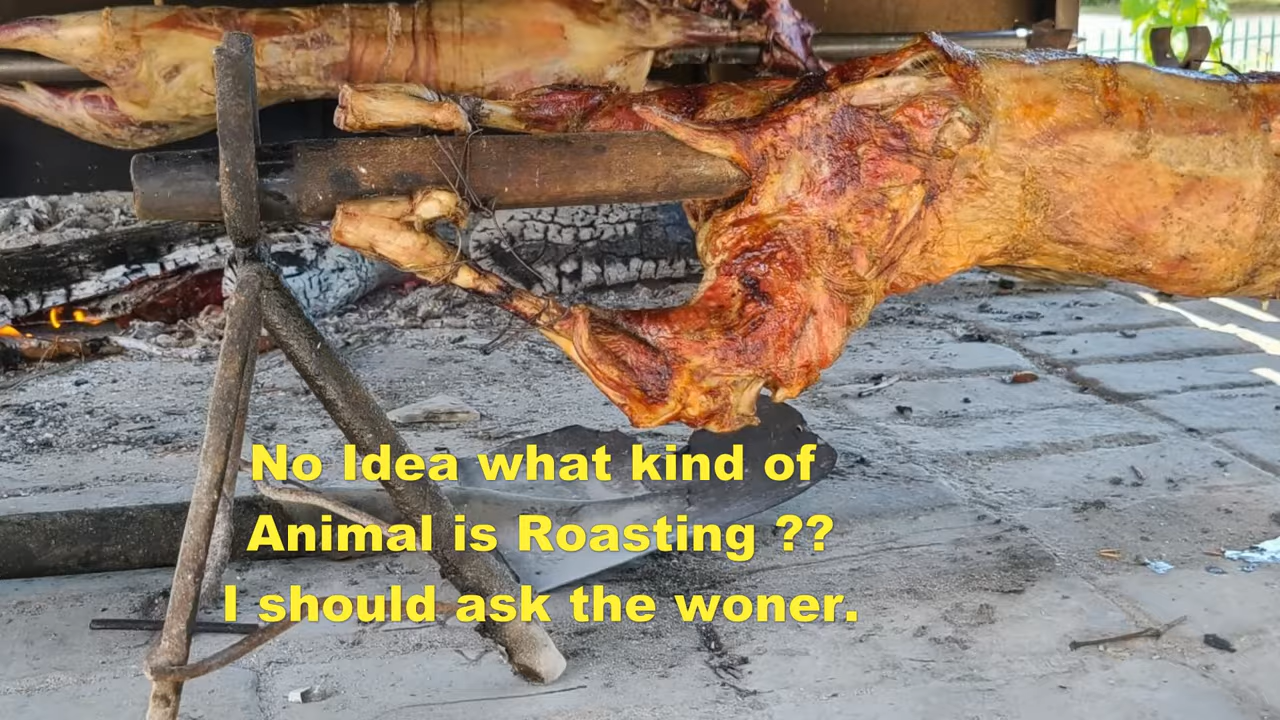 No Idea what kind of
Animal is Roasting ??
I should ask the woner.